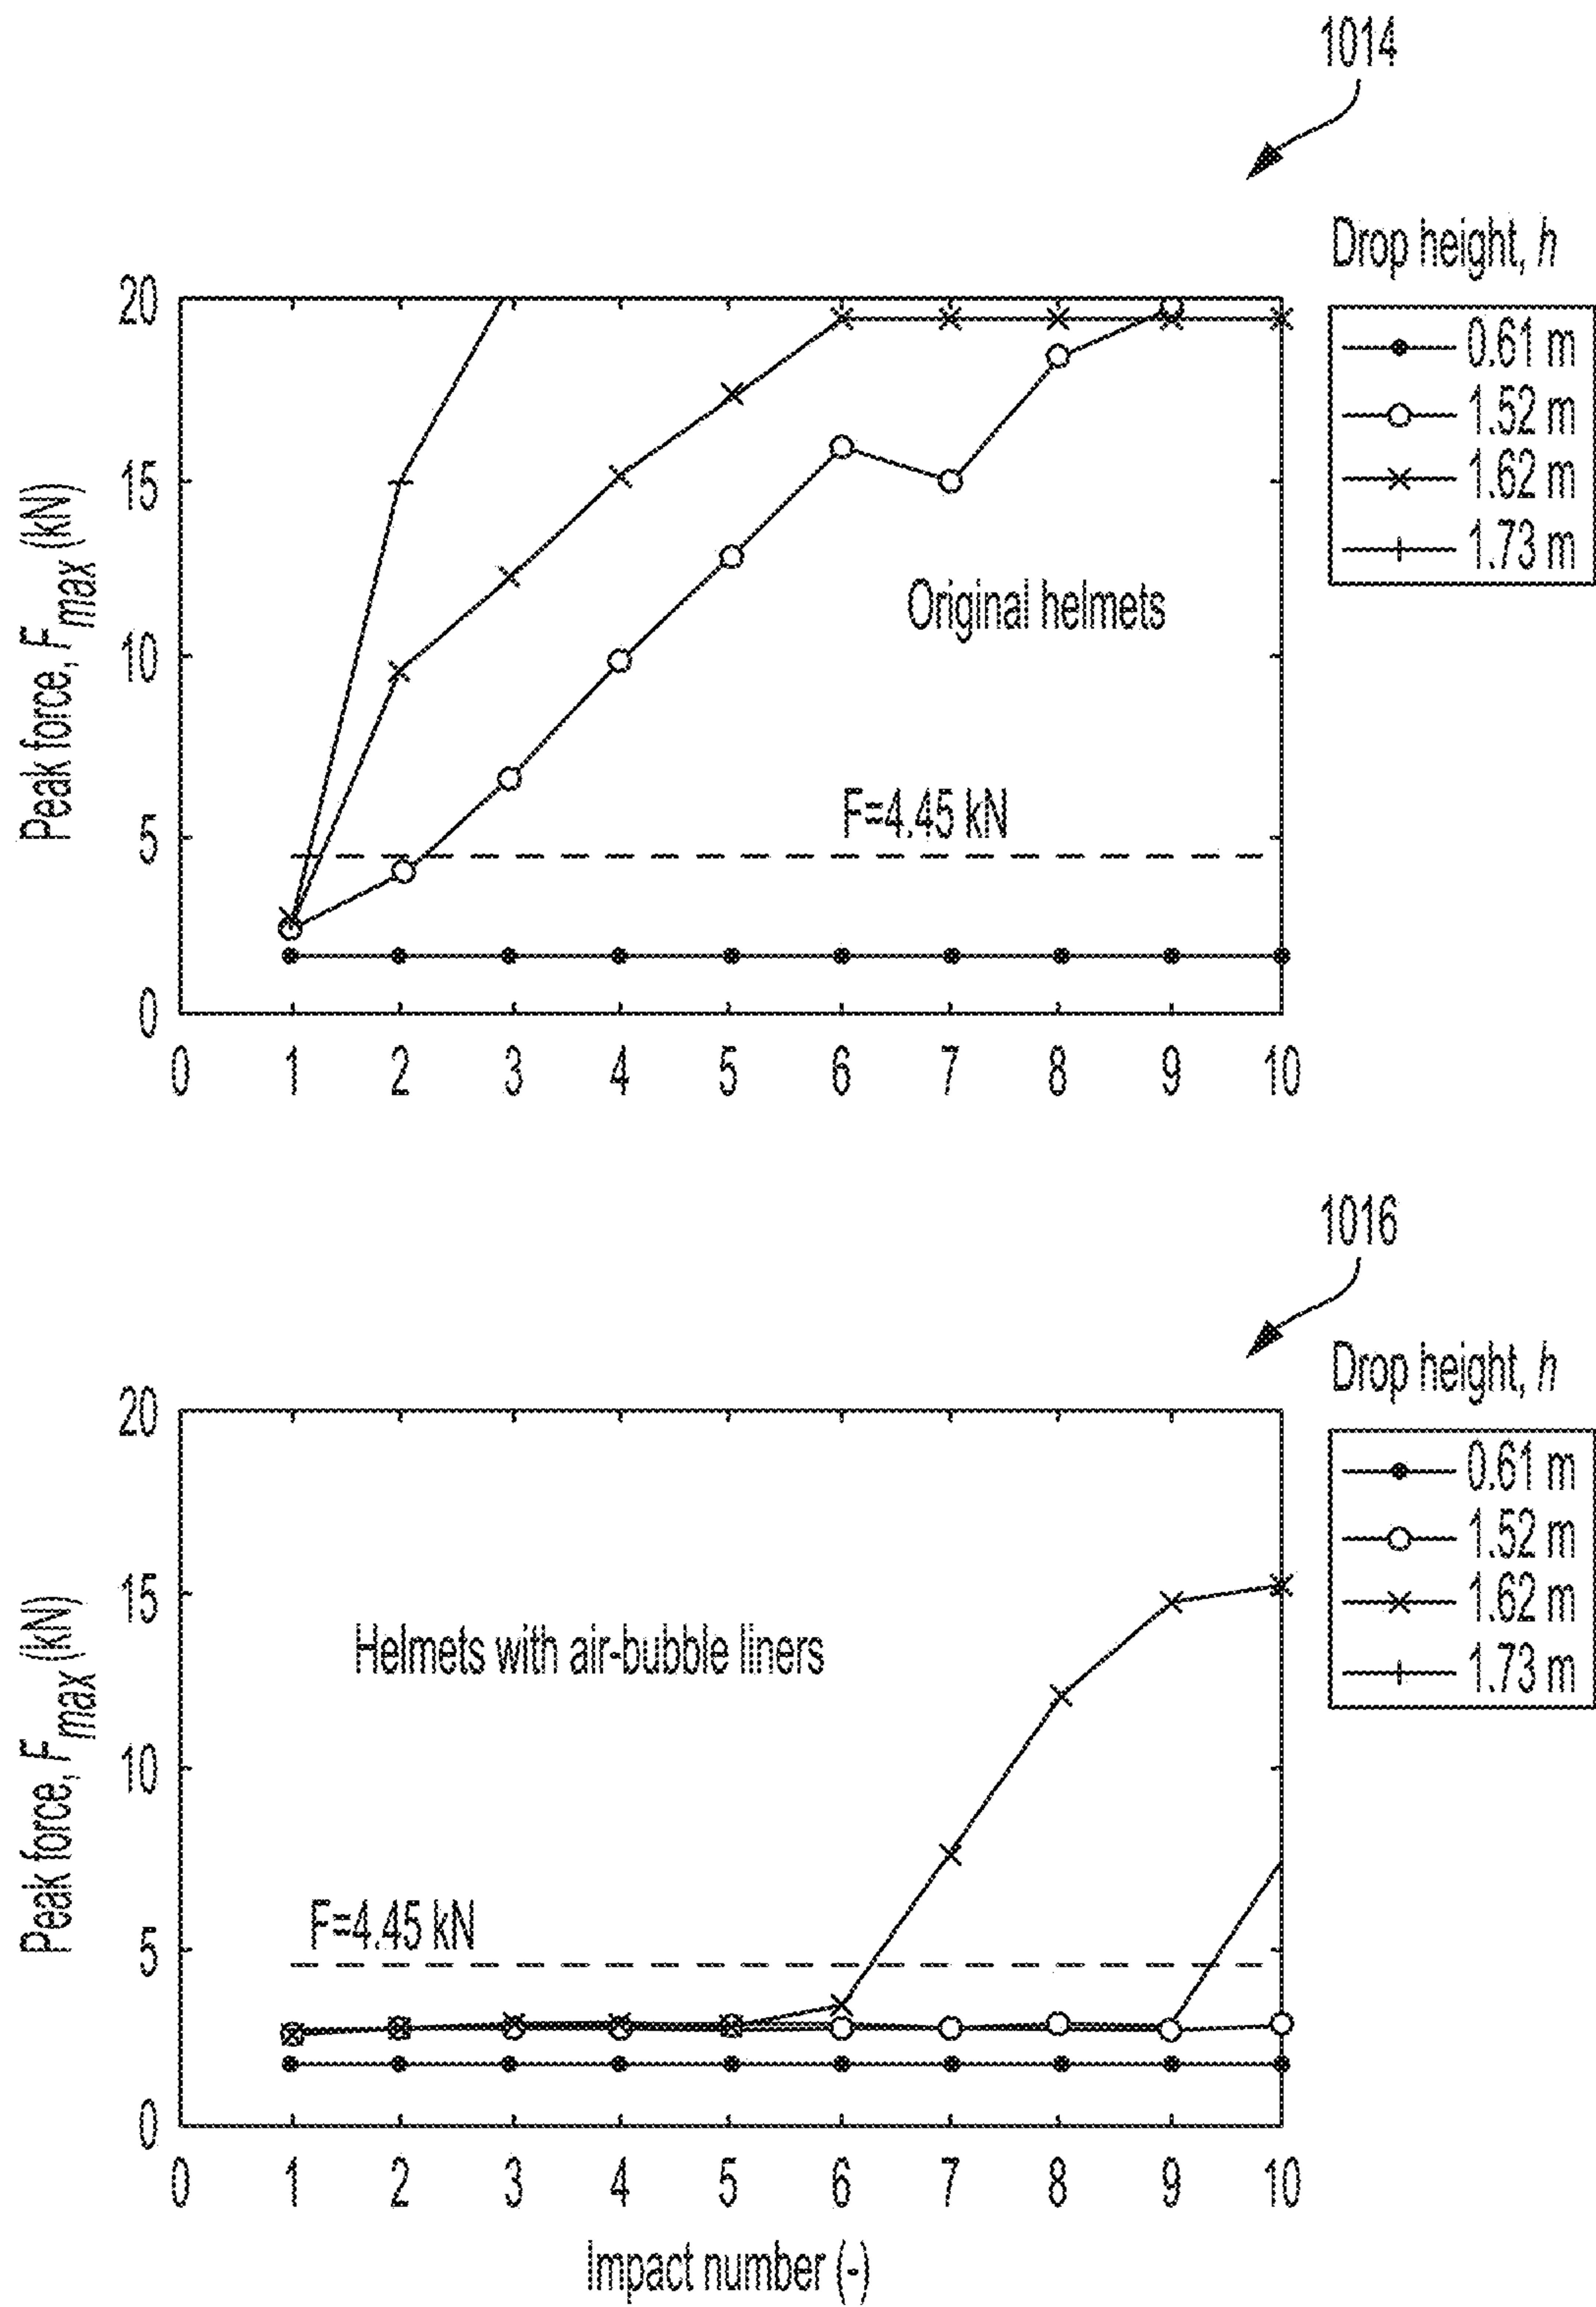 1014
Drop height, h
0.61 m
1.52 m
1.62 m
1.73 m
Peak force, Fmax (kN)
20
15
10
5
0
Original helmets
F=4.45 kN
0 1 2 3 4 5 6 7 8 9 10
1016
Drop height, h
0.61 m
1.52 m
1.62 m
1.73 m
Peak force, Fmax (kN)
20
15
10
5
0
Helmets with air-bubble liners
F=4.45 kN
0 1 2 3 4 5 6 7 8 9 10
Impact number (-)